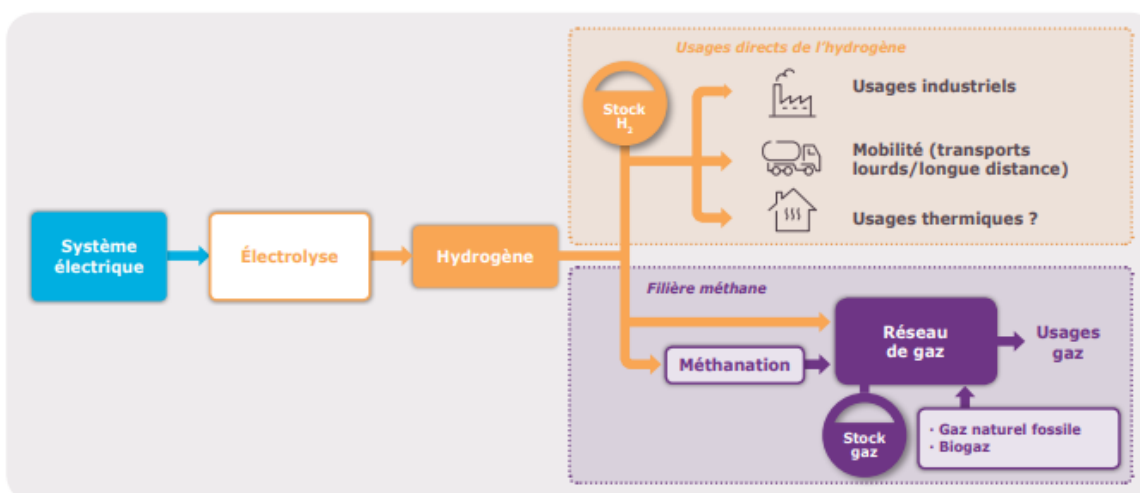 Usages directs de l'hydrogène
Stock
H₂
Usages industriels
Mobilité (transports
lourds/longue distance)
Usages thermiques ?
Système
électrique
Électrolyse
Hydrogène
Filière méthane
Réseau
de gaz
Usages
gaz
Méthanation
Stock
gaz
· Gaz naturel fossile
· Biogaz